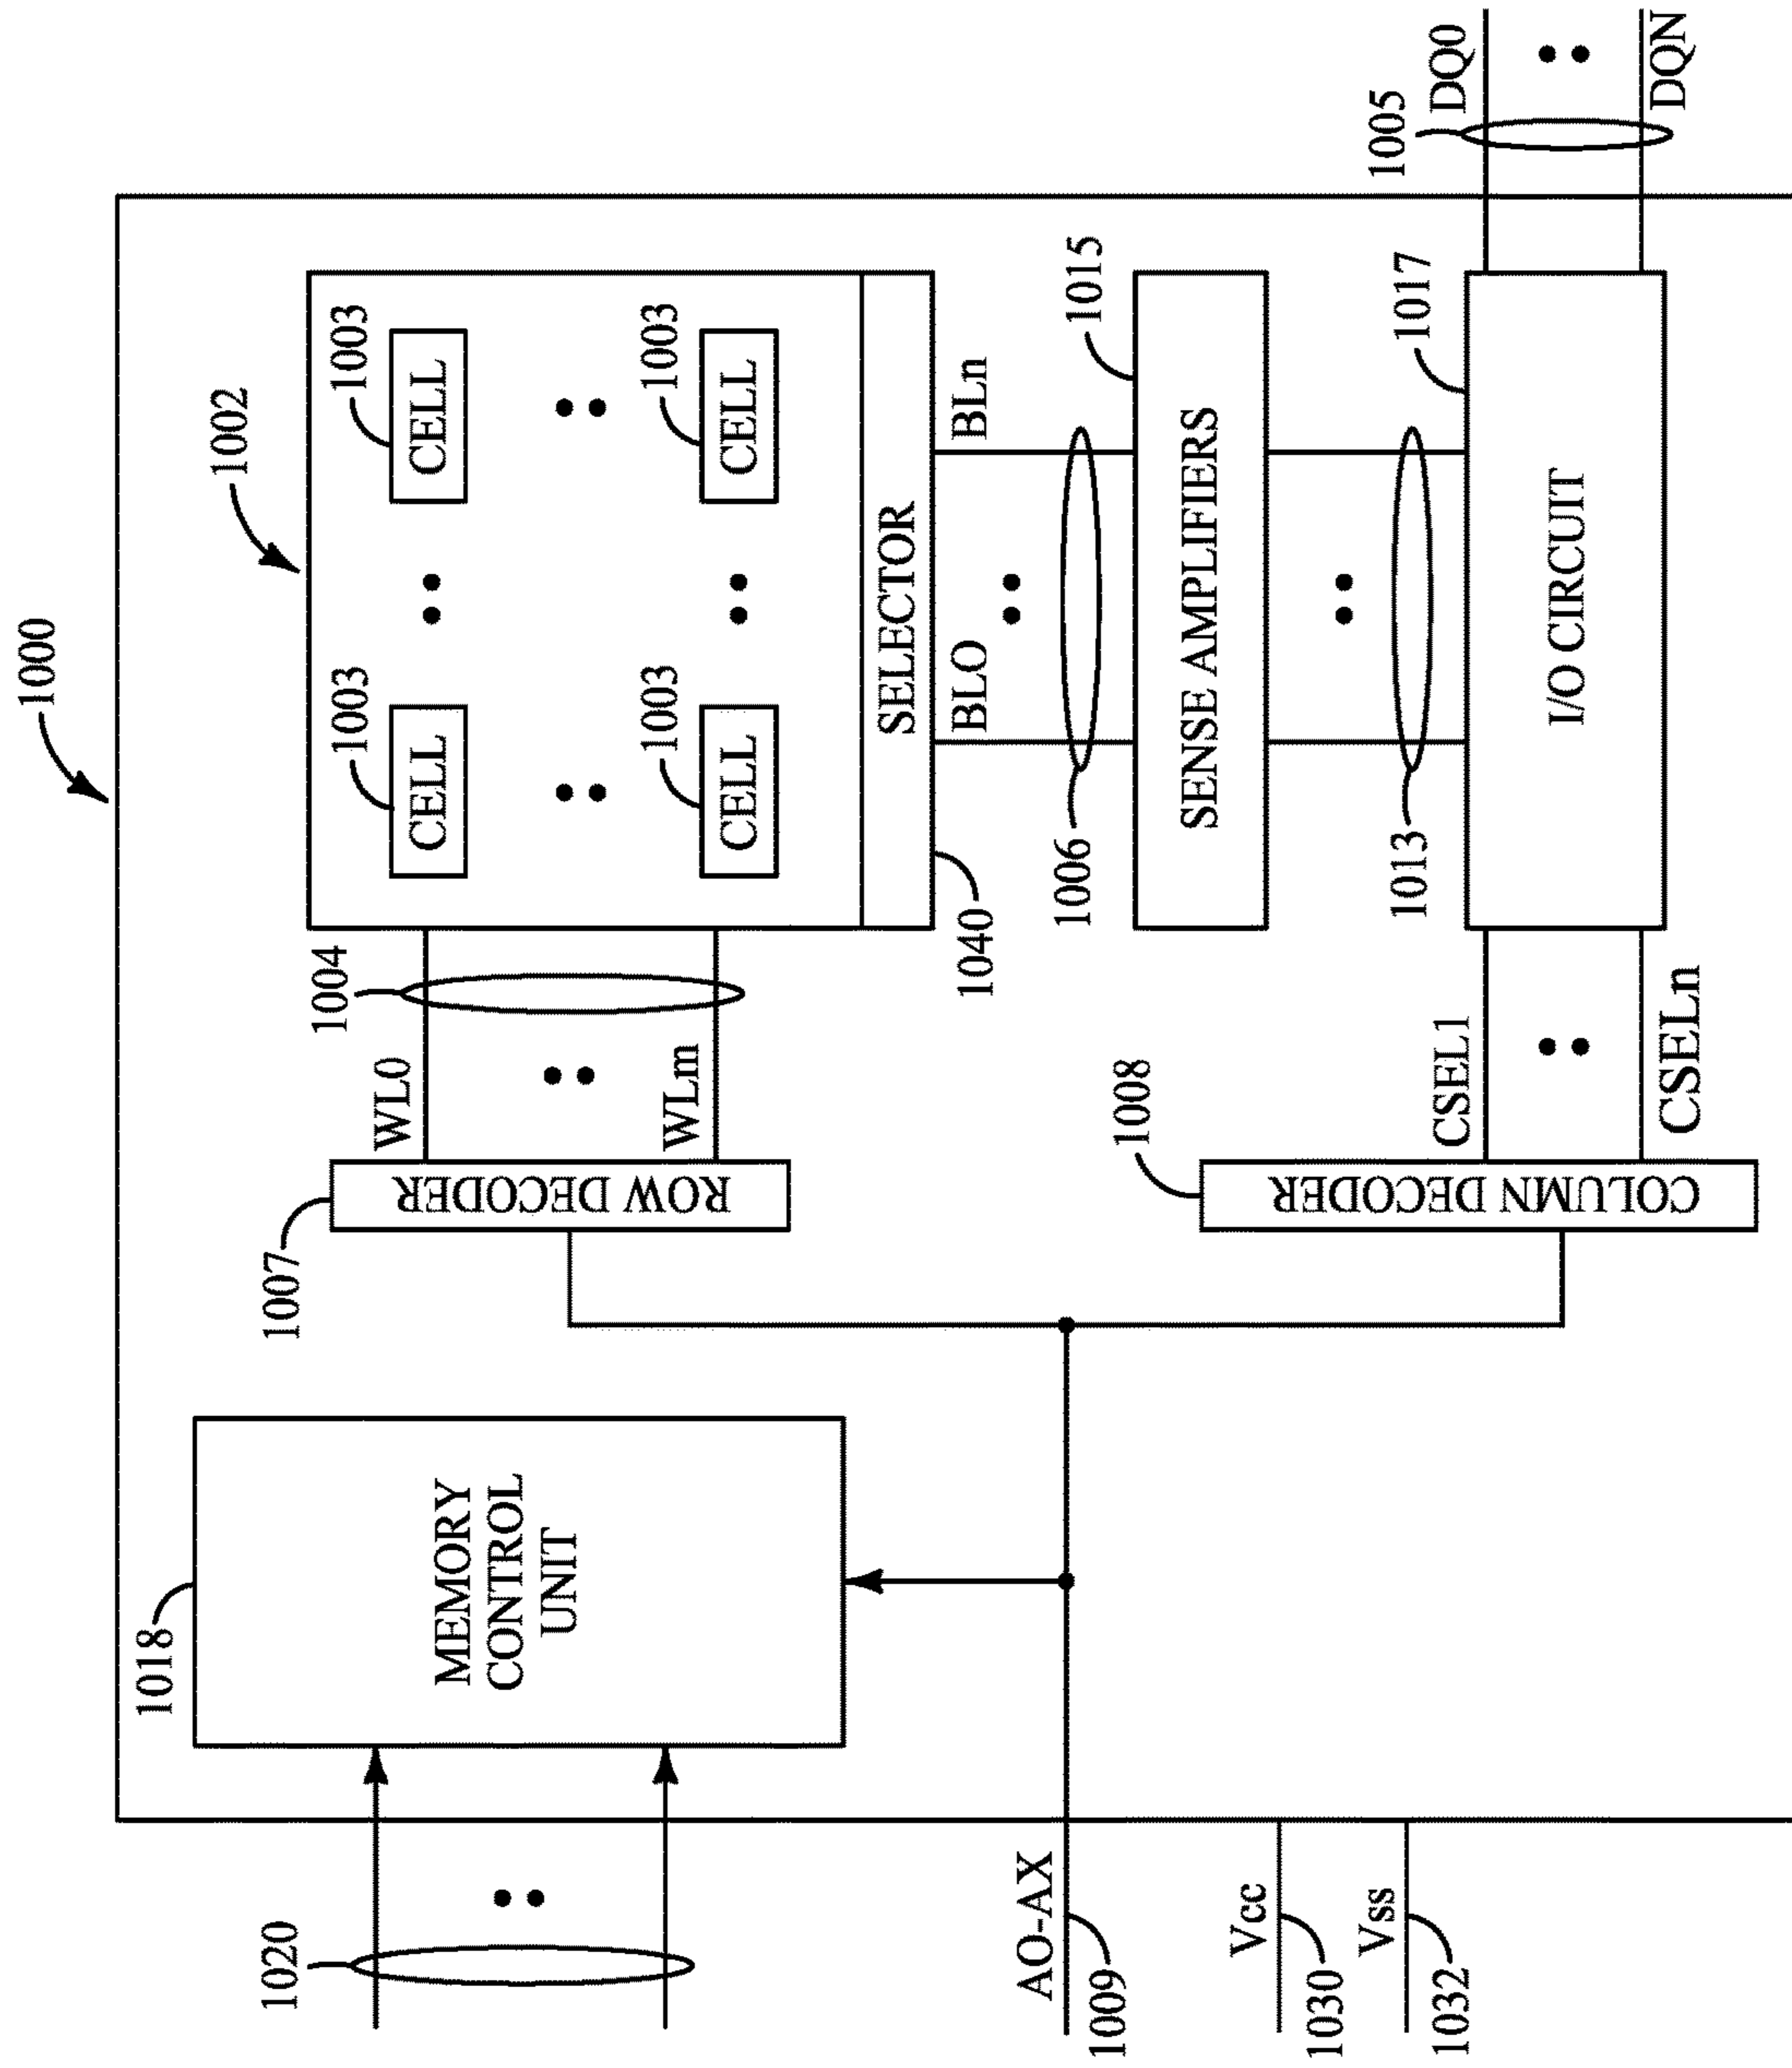 1000
1002
1003
CELL
1003
CELL
1003
CELL
1003
CELL
SELECTOR
1040
1004
WL0
WLm
ROW DECODER
1007
1018
MEMORY
CONTROL
UNIT
1020
BLO
BLn
1006
1015
SENSE AMPLIFIERS
1013
1017
I/O CIRCUIT
1005
DQ0
DQN
CSEL1
CSELn
1008
COLUMN DECODER
AO-AX
1009
Vcc
1030
Vss
1032